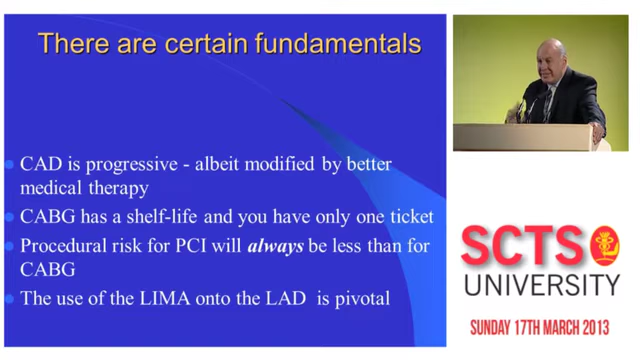 There are certain fundamentals
CAD is progressive - albeit modified by better
medical therapy
CABG has a shelf-life and you have only one ticket
Procedural risk for PCI will always be less than for
CABG
The use of the LIMA onto the LAD is pivotal
SCTS
UNIVERSITY
SUNDAY 17TH MARCH 2013